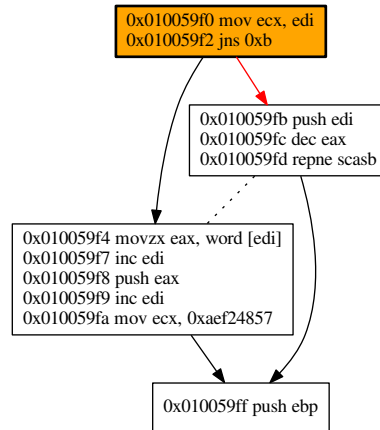 0x010059f0 mov ecx, edi
0x010059f2 jns 0xb
0x010059fb push edi
0x010059fc dec eax
0x010059fd repne scasb
0x010059f4 movzx eax, word [edi]
0x010059f7 inc edi
0x010059f8 push eax
0x010059f9 inc edi
0x010059fa mov ecx, 0xaef24857
0x010059ff push ebp